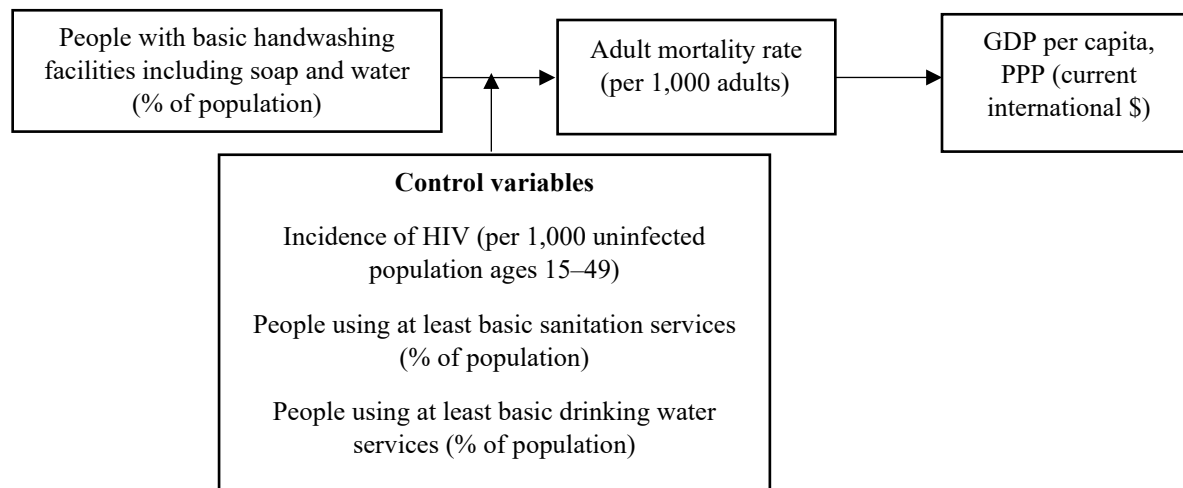 People with basic handwashing
facilities including soap and water
(% of population)
Adult mortality rate
(per 1,000 adults)
GDP per capita,
PPP (current
international $)
Control variables
Incidence of HIV (per 1,000 uninfected
population ages 15–49)
People using at least basic sanitation services
(% of population)
People using at least basic drinking water
services (% of population)